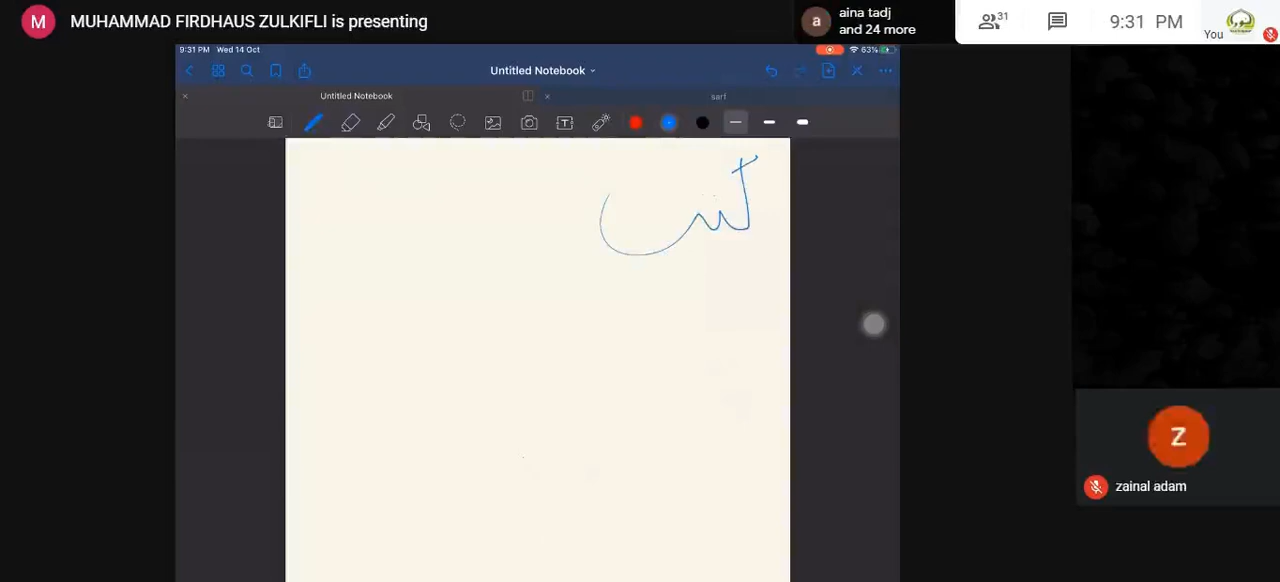 MUHAMMAD FIRDHAUS ZULKIFLI is presenting
M
aina tadj
and 24 more
a
31
9:31 PM
You
9:31 PM Wed 14 Oct
63%
Untitled Notebook
Untitled Notebook
sarf
T
Z
zainal adam